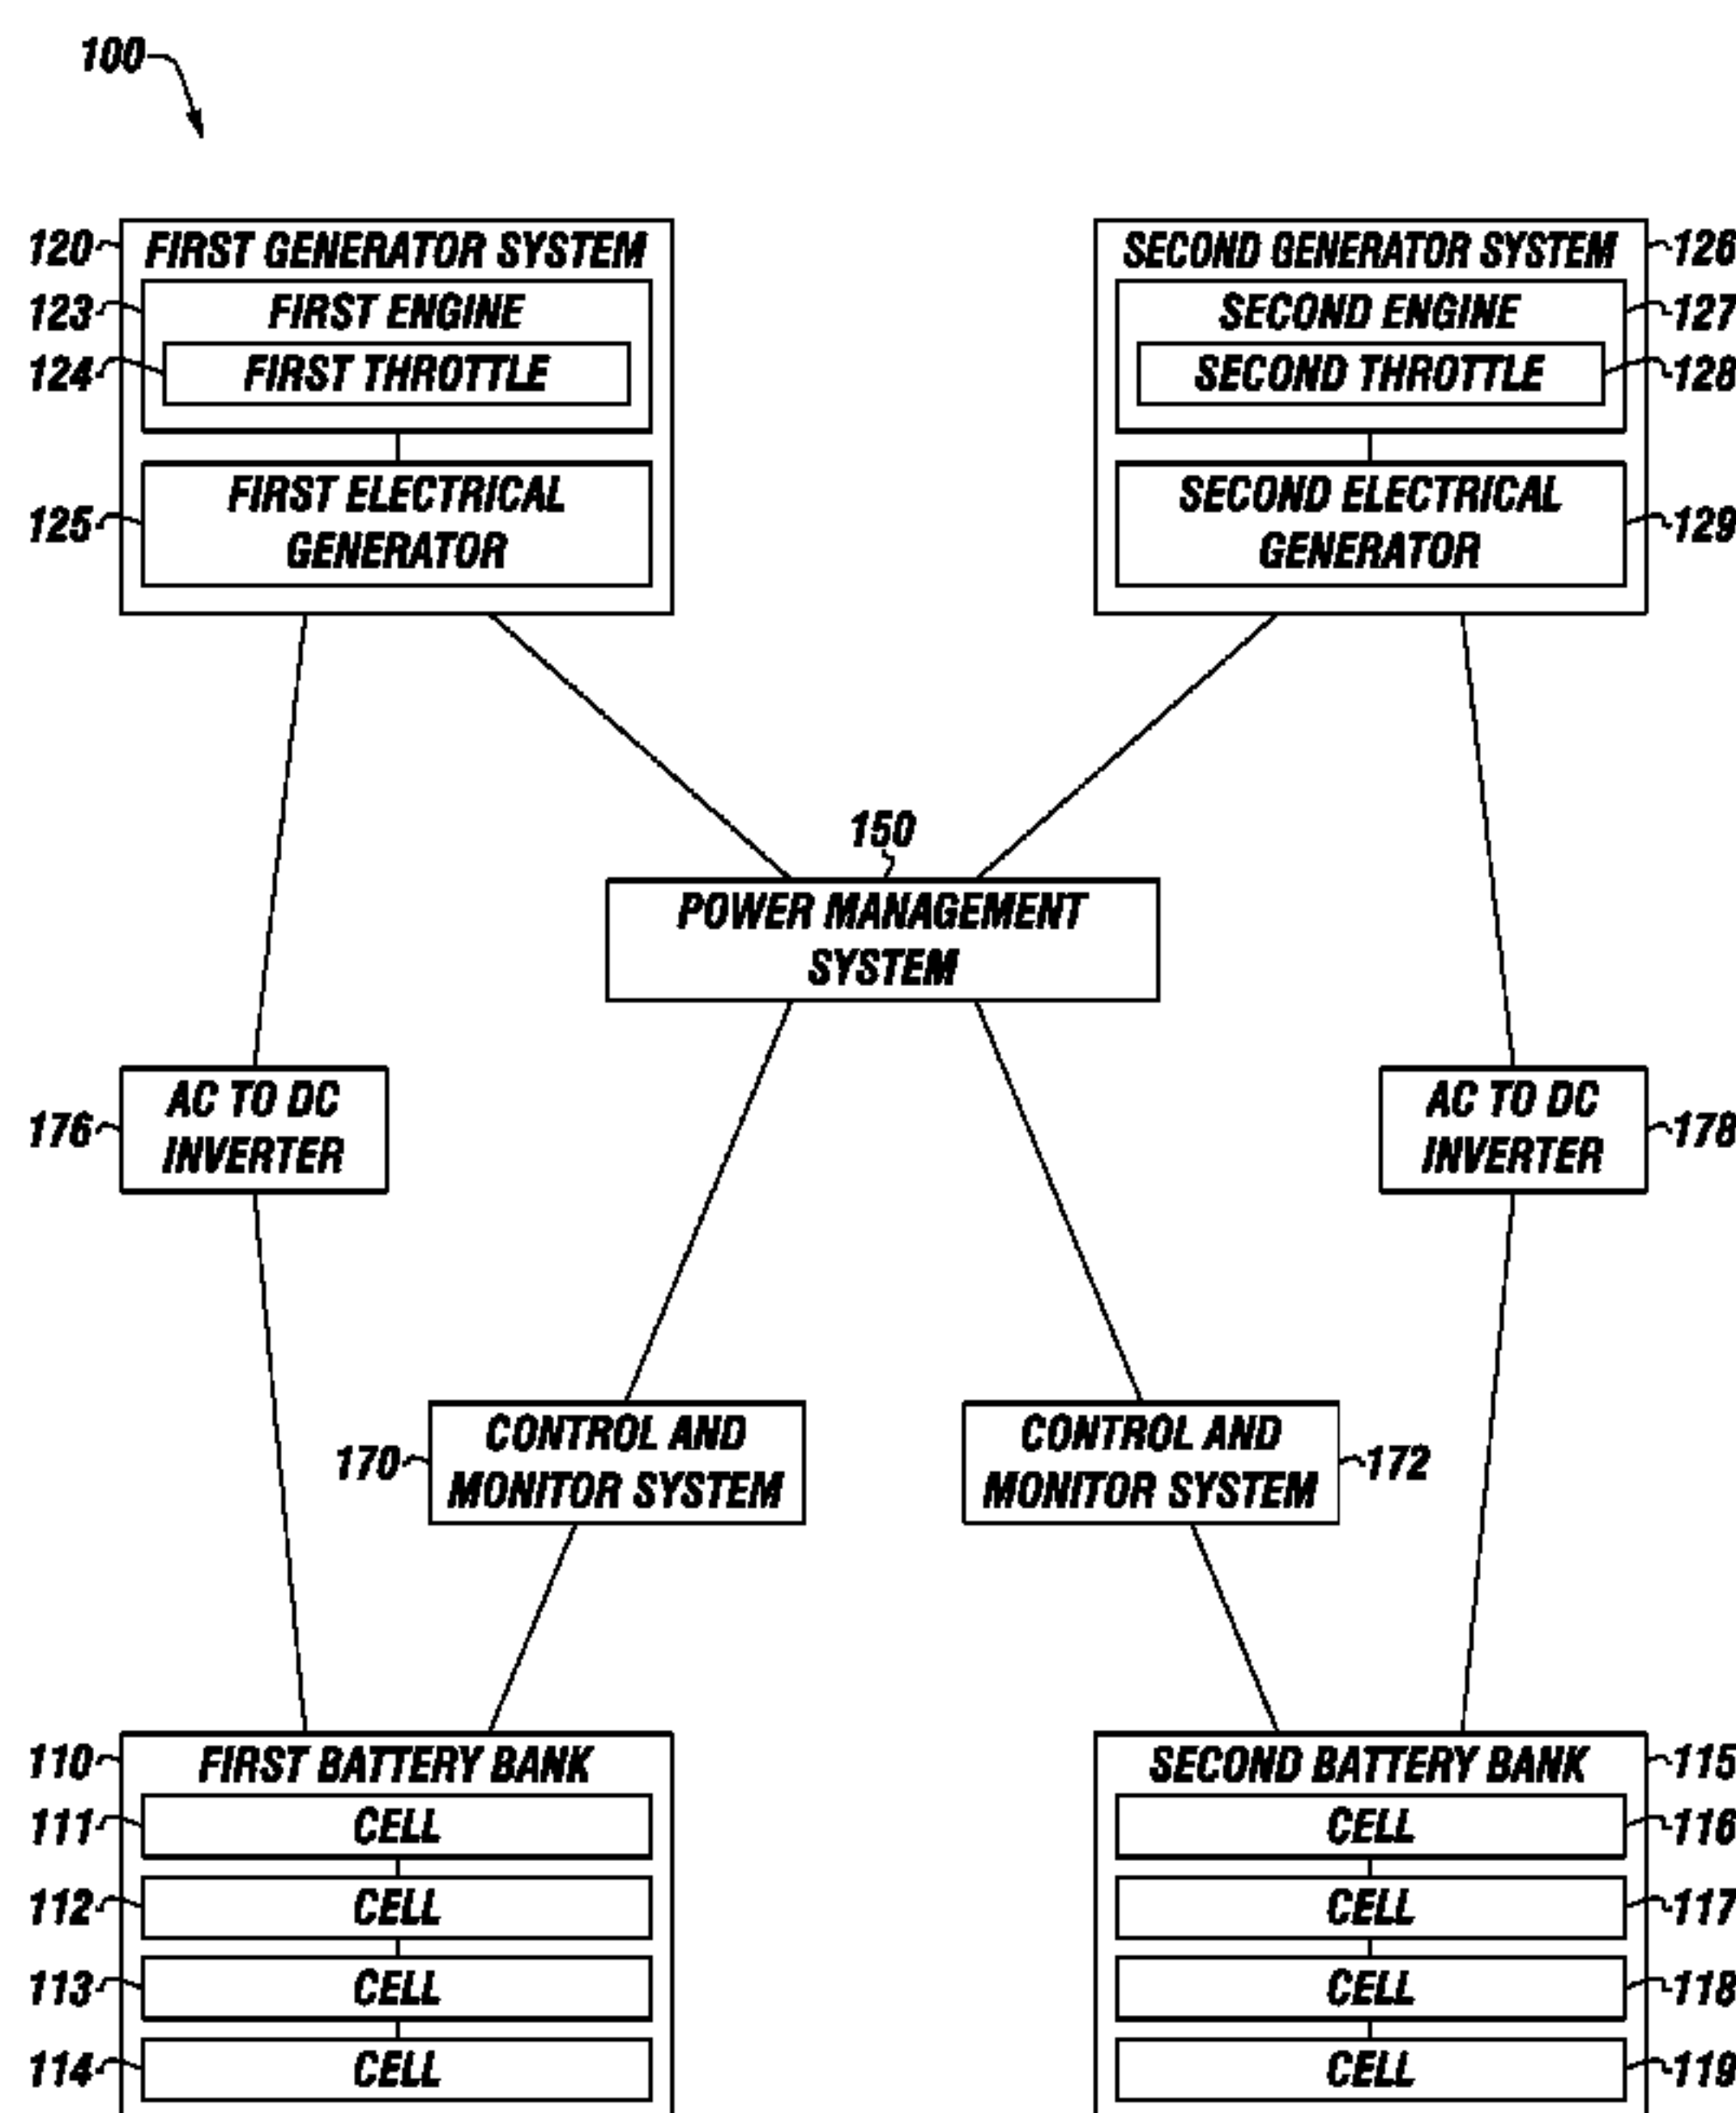 100
120 FIRST GENERATOR SYSTEM
123 FIRST ENGINE
124 FIRST THROTTLE
125 FIRST ELECTRICAL
GENERATOR
SECOND GENERATOR SYSTEM 126
SECOND ENGINE 127
SECOND THROTTLE 128
SECOND ELECTRICAL
GENERATOR 129
150
POWER MANAGEMENT
SYSTEM
176 AC TO DC
INVERTER
AC TO DC
INVERTER 178
170 CONTROL AND
MONITOR SYSTEM
CONTROL AND
MONITOR SYSTEM 172
110 FIRST BATTERY BANK
111 CELL
112 CELL
113 CELL
114 CELL
SECOND BATTERY BANK 115
CELL 116
CELL 117
CELL 118
CELL 119